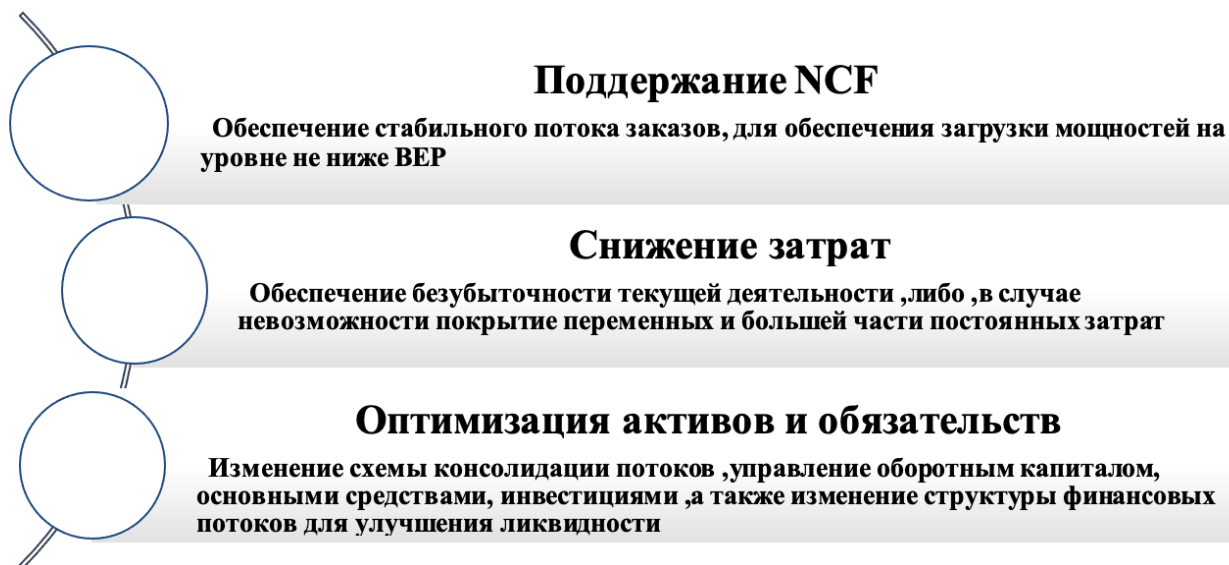 Поддержание NCF
Обеспечение стабильного потока заказов, для обеспечения загрузки мощностей на
уровне не ниже BEP
Снижение затрат
Обеспечение безубыточности текущей деятельности ,либо ,в случае
невозможности покрытие переменных и большей части постоянных затрат
Оптимизация активов и обязательств
Изменение схемы консолидации потоков ,управление оборотным капиталом,
основными средствами, инвестициями ,а также изменение структуры финансовых
потоков для улучшения ликвидности